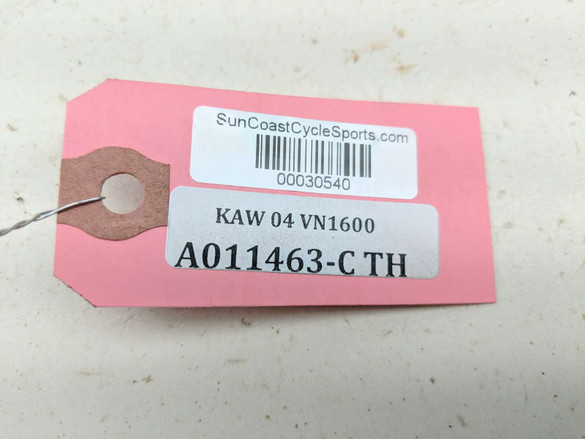 SunCoastCycleSports.com
00030540
KAW 04 VN1600
A011463-C TH